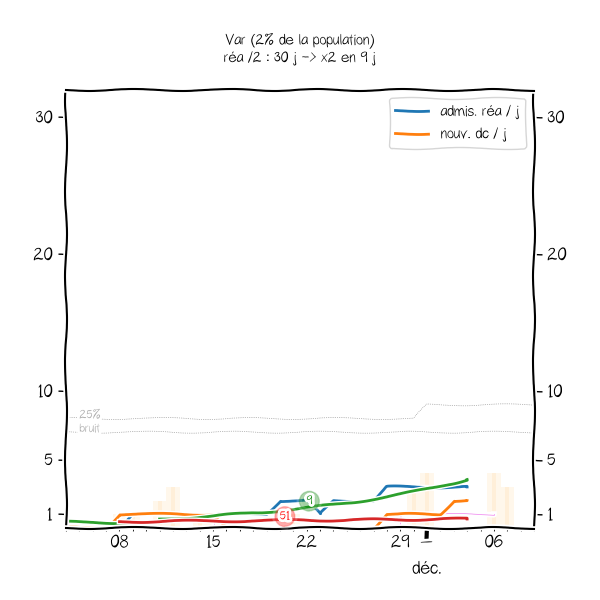 Var (2% de la population)
réa /2 : 30 j -> x2 en 9 j
admis. réa / j
nouv. dc / j
30 30
20 20
10 10
25%
bruit
5 5
9
51
1 1
08 15 22 29 06
déc.